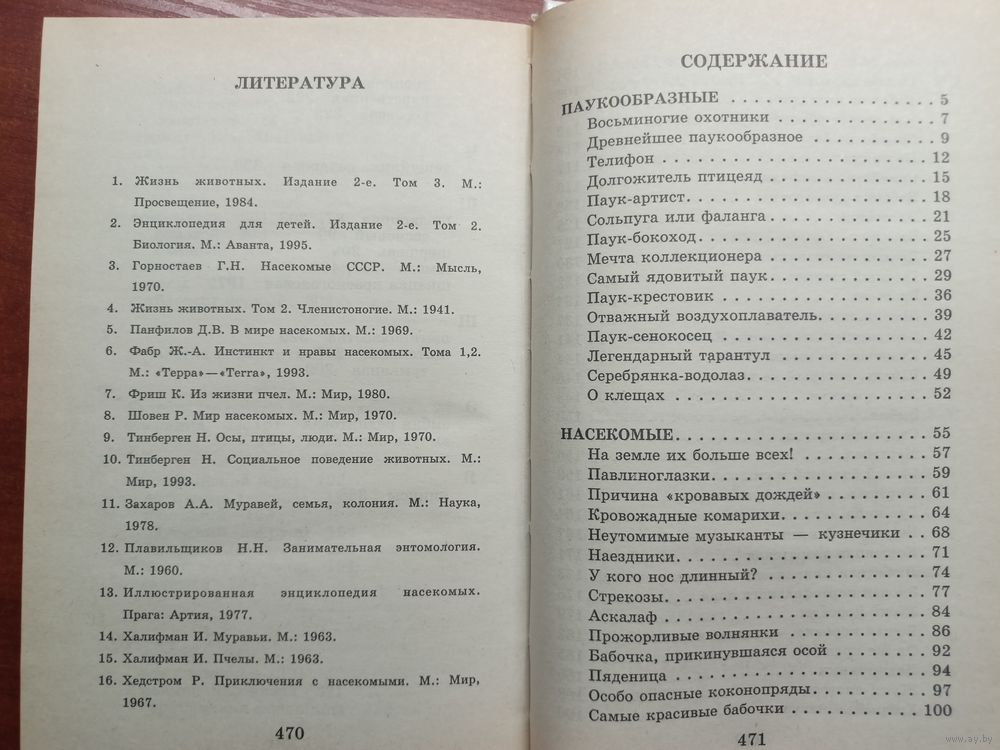 ЛИТЕРАТУРА
1. Жизнь животных. Издание 2-е. Том 3. М.:
Просвещение, 1984.
2. Энциклопедия для детей. Издание 2-е. Том 2.
Биология. М.: Аванта, 1995.
3. Горностаев Г.Н. Насекомые СССР. М.: Мысль,
1970.
4. Жизнь животных. Том 2. Членистоногие. М.: 1941.
5. Панфилов Д.В. В мире насекомых. М.: 1969.
6. Фабр Ж.-А. Инстинкт и нравы насекомых. Тома 1,2.
М.: «Терра»—«Terra», 1993.
7. Фриш К. Из жизни пчел. М.: Мир, 1980.
8. Шовен Р. Мир насекомых. М.: Мир, 1970.
9. Тинберген Н. Осы, птицы, люди. М.: Мир, 1970.
10. Тинберген Н. Социальное поведение животных. М.:
Мир, 1993.
11. Захаров А.А. Муравей, семья, колония. М.: Наука,
1978.
12. Плавильщиков Н.Н. Занимательная энтомология.
М.: 1960.
13. Иллюстрированная энциклопедия насекомых.
Прага: Артия, 1977.
14. Халифман И. Муравьи. М.: 1963.
15. Халифман И. Пчелы. М.: 1963.
16. Хедстром Р. Приключения с насекомыми. М.: Мир,
1967.
470
СОДЕРЖАНИЕ
ПАУКООБРАЗНЫЕ . . . . . . . . . . . . . . . . . . 5
Восьминогие охотники . . . . . . . . . . . . . . 7
Древнейшее паукообразное . . . . . . . . . . . 9
Телифон . . . . . . . . . . . . . . . . . . . . . 12
Долгожитель птицеяд . . . . . . . . . . . . . . 15
Паук-артист . . . . . . . . . . . . . . . . . . . 18
Сольпуга или фаланга . . . . . . . . . . . . . . 21
Паук-бокоход . . . . . . . . . . . . . . . . . . 25
Мечта коллекционера . . . . . . . . . . . . . . 27
Самый ядовитый паук . . . . . . . . . . . . . . 29
Паук-крестовик . . . . . . . . . . . . . . . . . 36
Отважный воздухоплаватель . . . . . . . . . . 39
Паук-сенокосец . . . . . . . . . . . . . . . . . 42
Легендарный тарантул . . . . . . . . . . . . . 45
Серебрянка-водолаз . . . . . . . . . . . . . . . 49
О клещах . . . . . . . . . . . . . . . . . . . . . 52
НАСЕКОМЫЕ . . . . . . . . . . . . . . . . . . . . . 55
На земле их больше всех! . . . . . . . . . . . . 57
Павлиноглазки . . . . . . . . . . . . . . . . . . 59
Причина «кровавых дождей» . . . . . . . . . . 61
Кровожадные комарихи . . . . . . . . . . . . . 64
Неутомимые музыканты — кузнечики . . 68
Наездники . . . . . . . . . . . . . . . . . . . . 71
У кого нос длинный? . . . . . . . . . . . . . . 74
Стрекозы . . . . . . . . . . . . . . . . . . . . . 77
Аскалаф . . . . . . . . . . . . . . . . . . . . . 84
Прожорливые волнянки . . . . . . . . . . . . 86
Бабочка, прикинувшаяся осой . . . . . . . . . 92
Пяденица . . . . . . . . . . . . . . . . . . . . 94
Особо опасные коконопряды . . . . . . . . . . 97
Самые красивые бабочки . . . . . . . . . . . . 100
471
www.ay.by